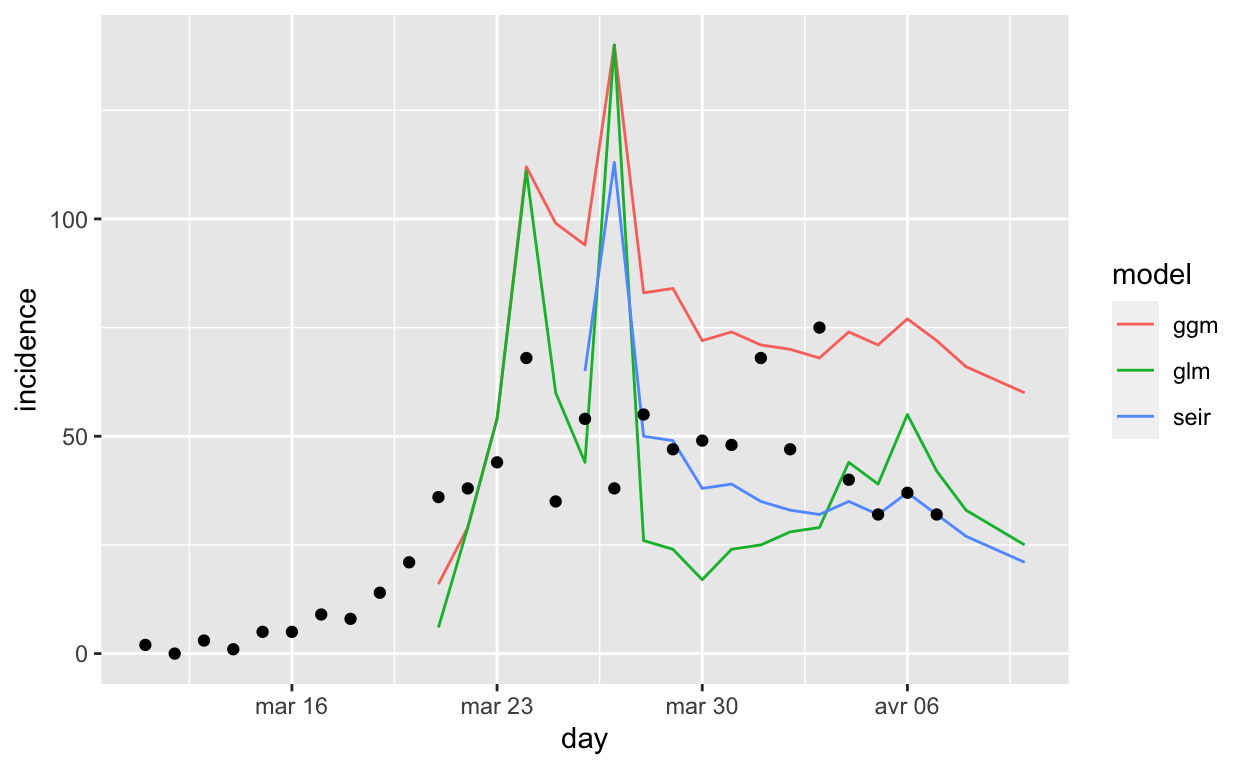 incidence
100
50
0
mar 16
mar 23
mar 30
avr 06
day
model
ggm
glm
seir